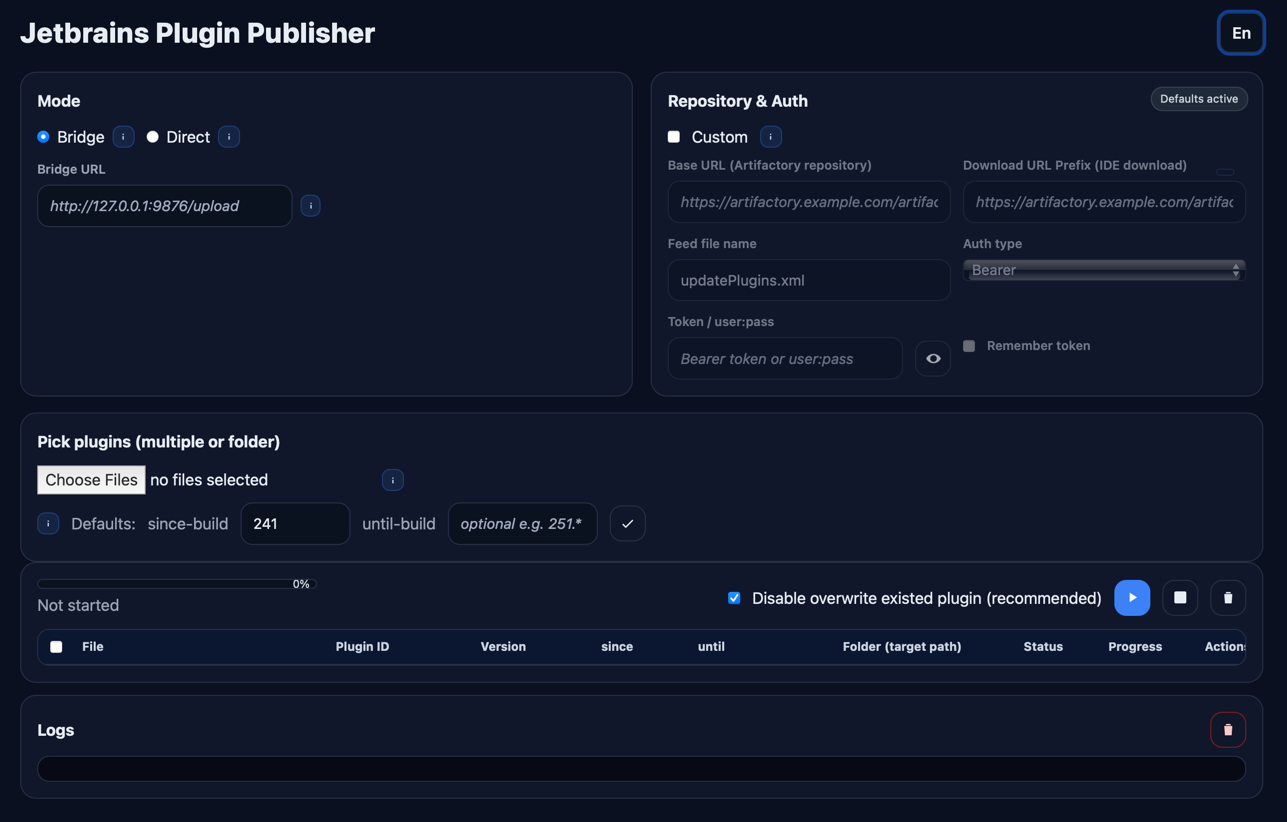 Jetbrains Plugin Publisher
En
Mode
Bridge i Direct i
Bridge URL
http://127.0.0.1:9876/upload i
Repository & Auth
Defaults active
Custom i
Base URL (Artifactory repository)
https://artifactory.example.com/artifac
Download URL Prefix (IDE download)
https://artifactory.example.com/artifac
Feed file name
updatePlugins.xml
Auth type
Bearer
Token / user:pass
Bearer token or user:pass
Remember token
Pick plugins (multiple or folder)
Choose Files no files selected i
i Defaults: since-build 241 until-build optional e.g. 251.*
0%
Not started
Disable overwrite existed plugin (recommended)
File Plugin ID Version since until Folder (target path) Status Progress Action
Logs